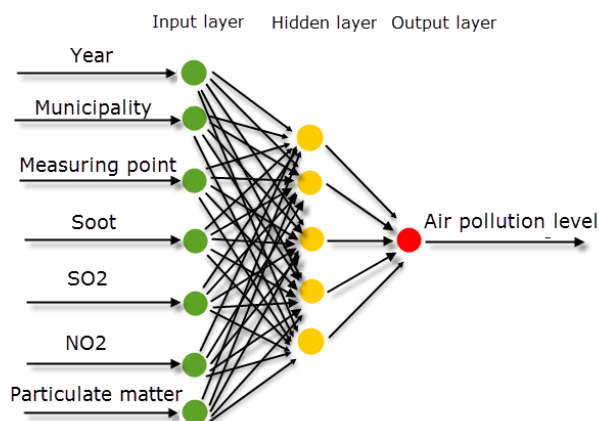 Input layer
Hidden layer
Output layer
Year
Municipality
Measuring point
Soot
SO2
NO2
Particulate matter
Air pollution level